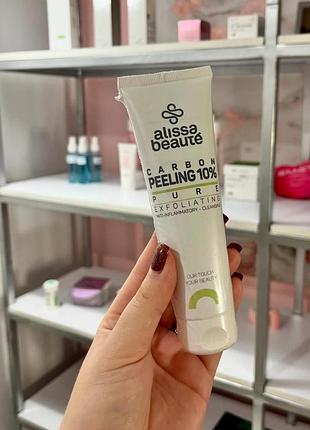 alissa
beauté
CARBON
PEELING 10%
PURE
EXFOLIATING
ANTI-INFLAMMATORY - CLEANSING
OUR TOUCH
YOUR BEAUTY